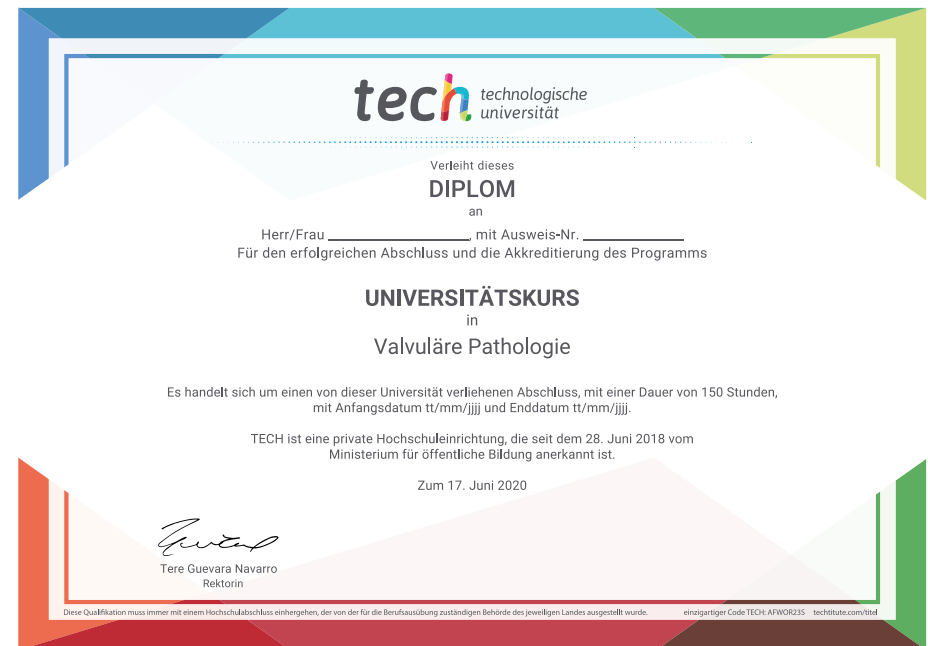 tech technologische
universität
Verleiht dieses
DIPLOM
an
Herr/Frau ____________, mit Ausweis-Nr. ____________
Für den erfolgreichen Abschluss und die Akkreditierung des Programms
UNIVERSITÄTSKURS
in
Valvuläre Pathologie
Es handelt sich um einen von dieser Universität verliehenen Abschluss, mit einer Dauer von 150 Stunden,
mit Anfangsdatum tt/mm/jjjj und Enddatum tt/mm/jjjj.
TECH ist eine private Hochschuleinrichtung, die seit dem 28. Juni 2018 vom
Ministerium für öffentliche Bildung anerkannt ist.
Zum 17. Juni 2020
Tere Guevara Navarro
Rektorin
Diese Qualifikation muss immer mit einem Hochschulabschluss einhergehen, der von der für die Berufsausübung zuständigen Behörde des jeweiligen Landes ausgestellt wurde. einzigartiger Code TECH: AFWOR23S techtitute.com/titel